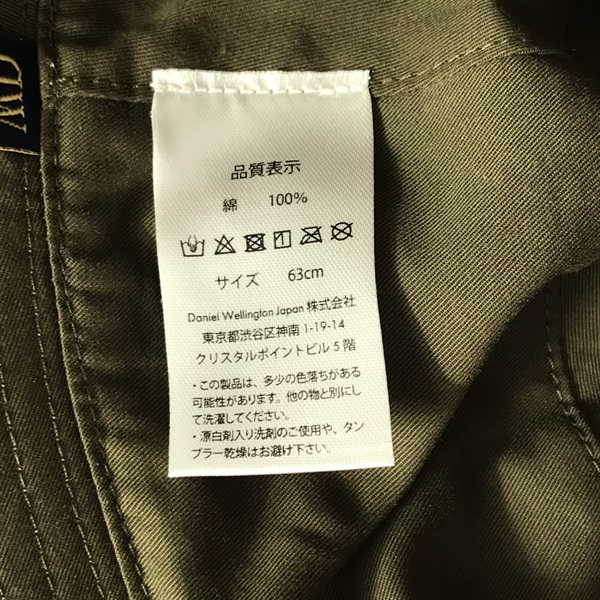 品質表示
綿 100%
サイズ 63cm
Daniel Wellington Japan 株式会社
東京都渋谷区神南 1-19-14
クリスタルポイントビル 5 階
・この製品は、多少の色落ちがある
可能性があります。他の物と別にし
て洗濯してください。
・漂白剤入り洗剤のご使用や、タン
ブラー乾燥はお避け下さい。